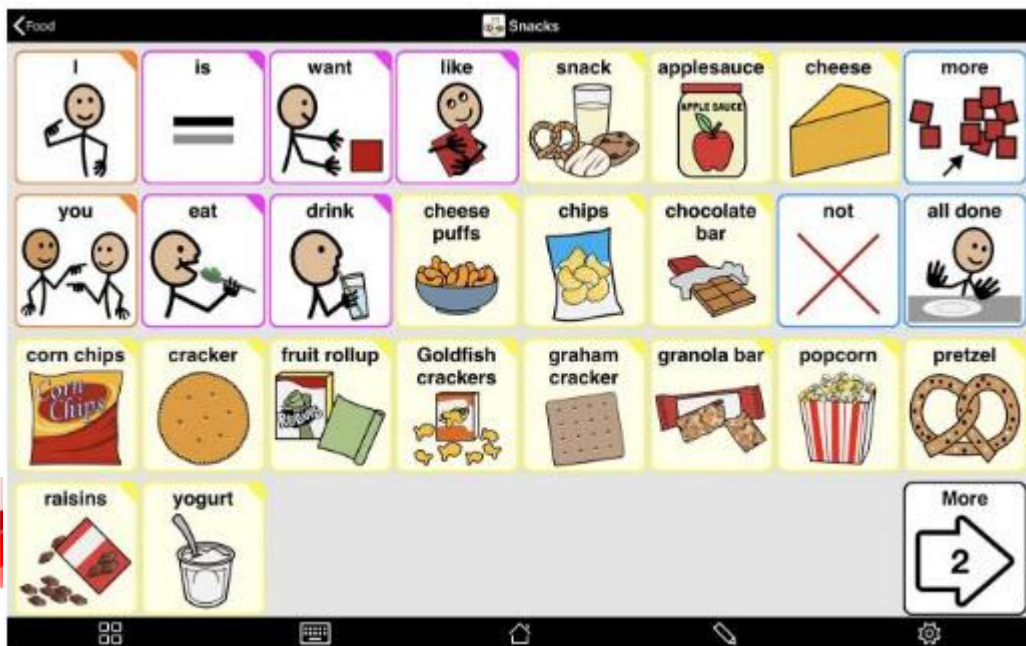 Food
Snacks
I
is
want
like
snack
applesauce
cheese
more
APPLE SAUCE
you
eat
drink
cheese
puffs
chips
chocolate
bar
not
all done
corn chips
cracker
fruit rollup
Goldfish
crackers
graham
cracker
granola bar
popcorn
pretzel
Corn
Chips
raisins
yogurt
More
2